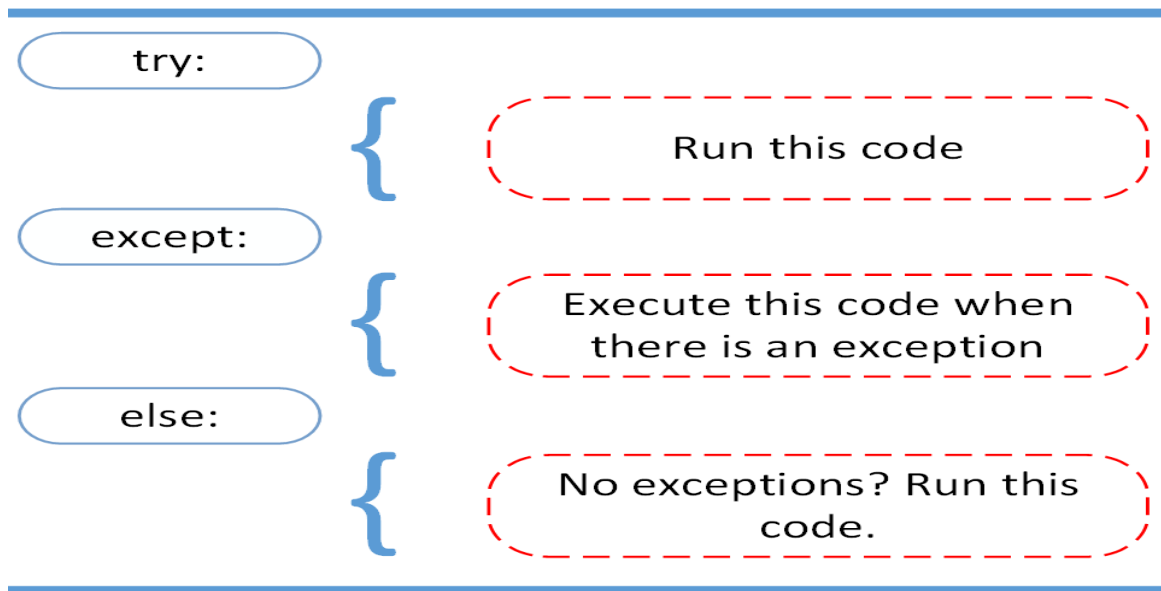 try:
Run this code
except:
Execute this code when
there is an exception
else:
No exceptions? Run this
code.